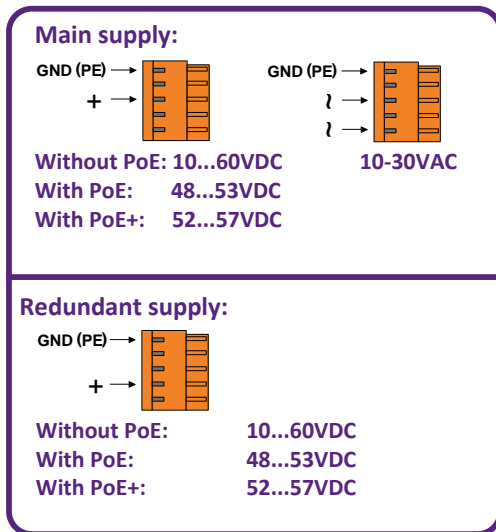 Main supply:
GND (PE) GND (PE)
+ ~
~
Without PoE: 10...60VDC 10-30VAC
With PoE: 48...53VDC
With PoE+: 52...57VDC
Redundant supply:
GND (PE)
+
Without PoE: 10...60VDC
With PoE: 48...53VDC
With PoE+: 52...57VDC